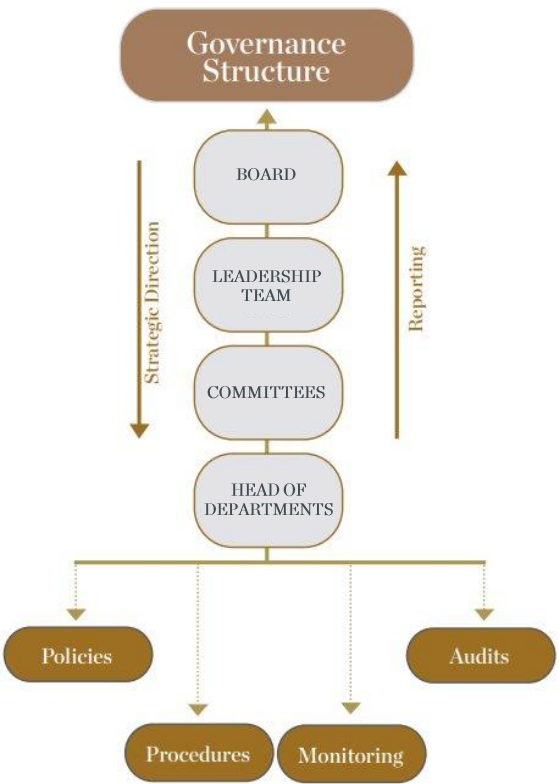 Governance
Structure
BOARD
Strategic Direction
Reporting
LEADERSHIP
TEAM
COMMITTEES
HEAD OF
DEPARTMENTS
Policies
Audits
Procedures
Monitoring